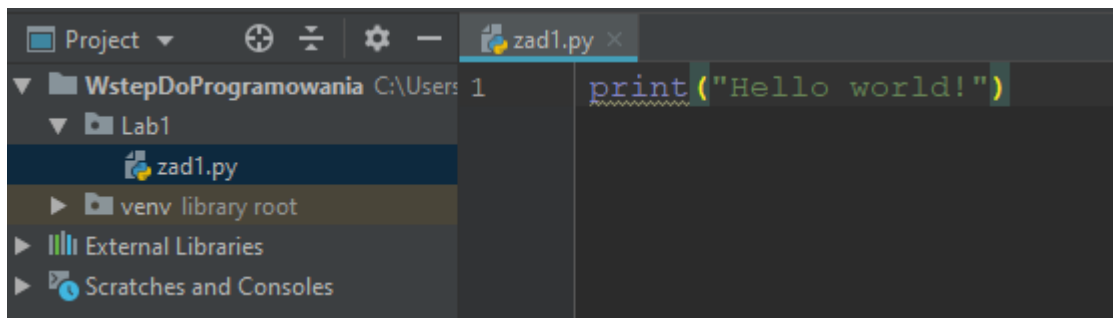 Project
zad1.py
WstepDoProgramowania C:\Users
1 print("Hello world!")
Lab1
zad1.py
venv library root
External Libraries
Scratches and Consoles